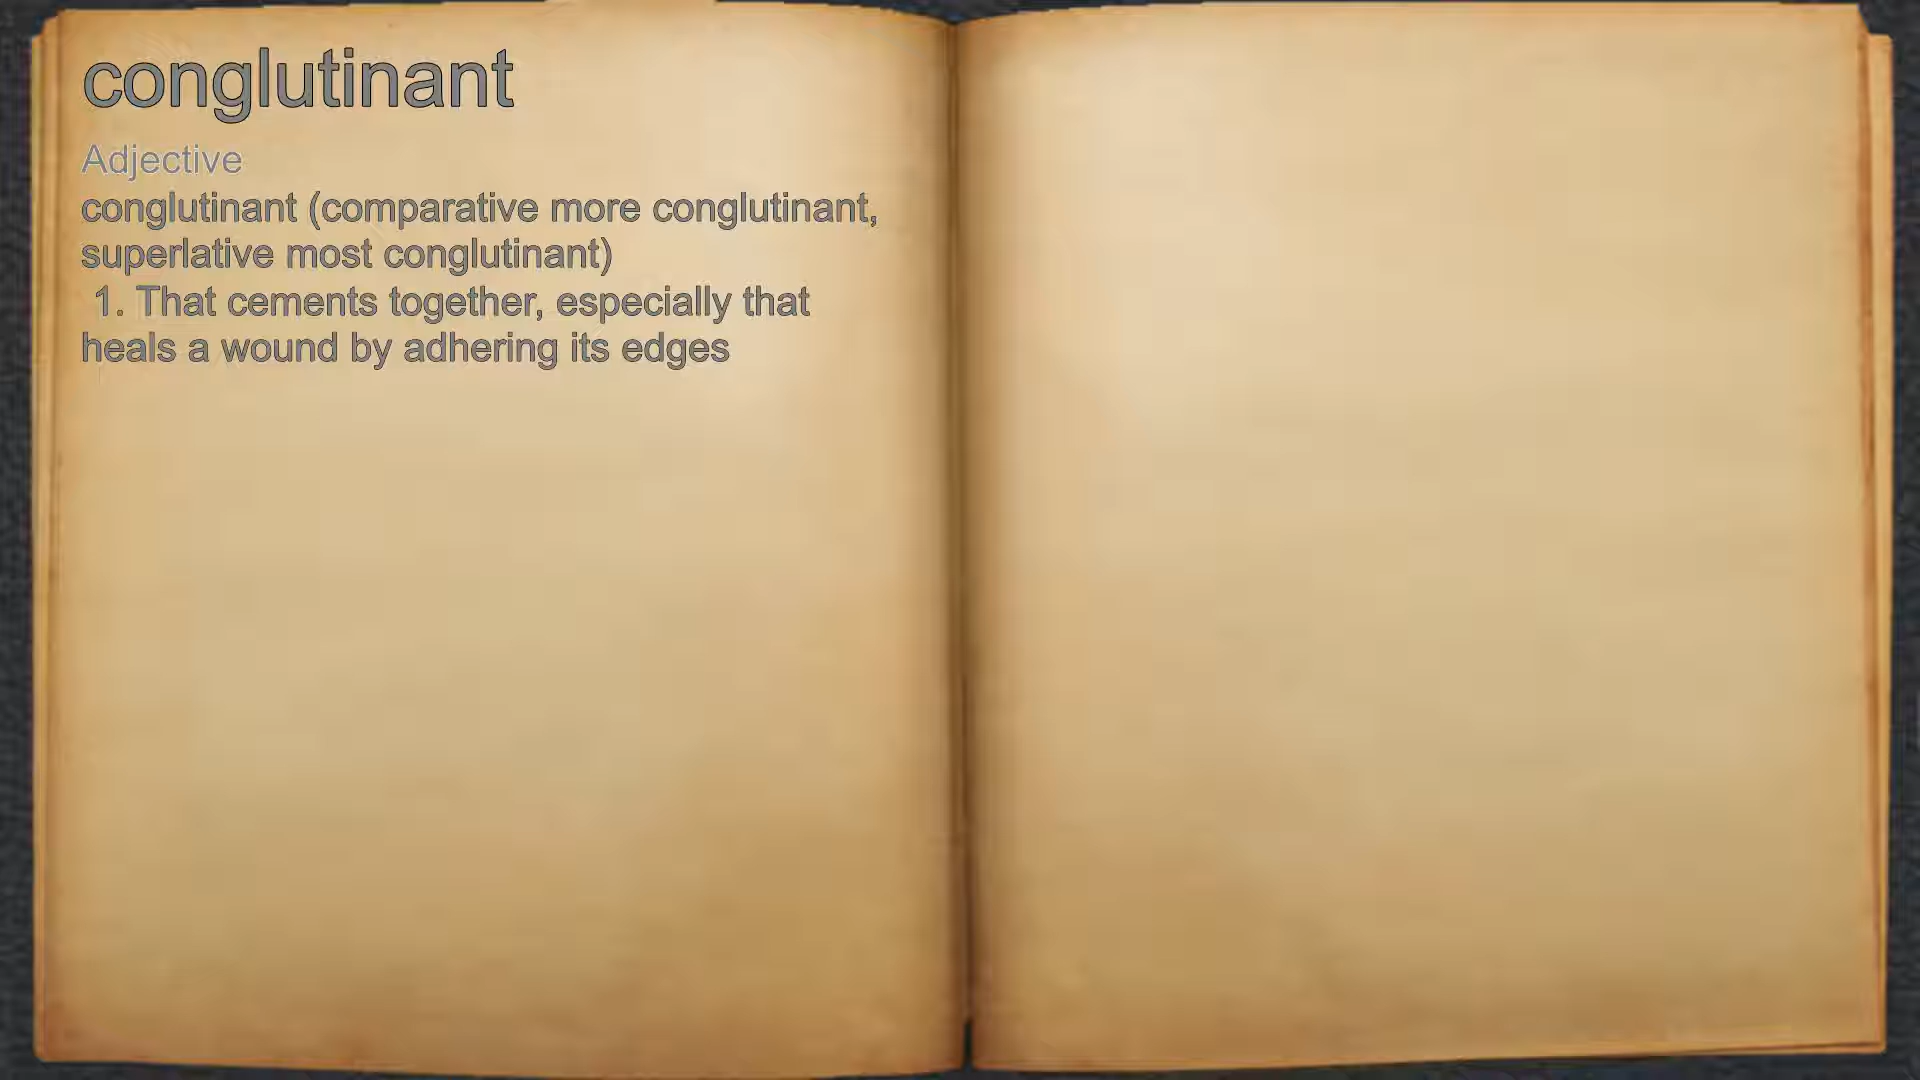 conglutinant
Adjective
conglutinant (comparative more conglutinant,
superlative most conglutinant)
1. That cements together, especially that
heals a wound by adhering its edges